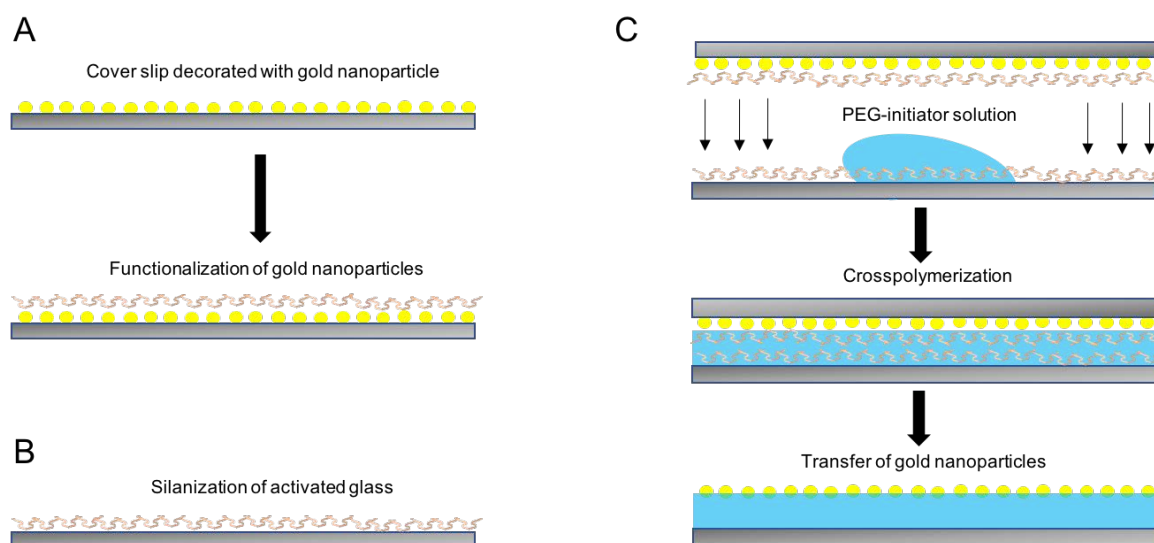 A
Cover slip decorated with gold nanoparticle
Functionalization of gold nanoparticles
B
Silanization of activated glass
C
PEG-initiator solution
Crosspolymerization
Transfer of gold nanoparticles